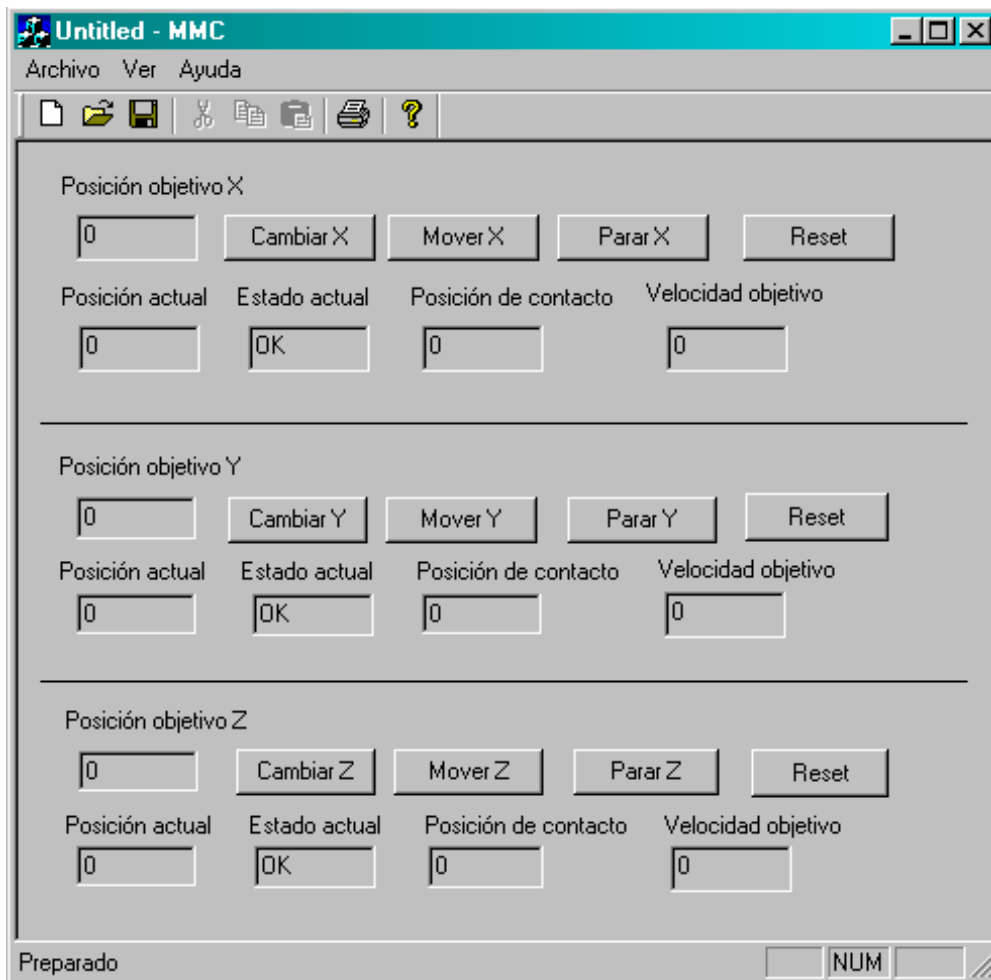 Untitled - MMC
Archivo Ver Ayuda
Posición objetivo X
0 Cambiar X Mover X Parar X Reset
Posición actual Estado actual Posición de contacto Velocidad objetivo
0 OK 0 0
Posición objetivo Y
0 Cambiar Y Mover Y Parar Y Reset
Posición actual Estado actual Posición de contacto Velocidad objetivo
0 OK 0 0
Posición objetivo Z
0 Cambiar Z Mover Z Parar Z Reset
Posición actual Estado actual Posición de contacto Velocidad objetivo
0 OK 0 0
Preparado NUM